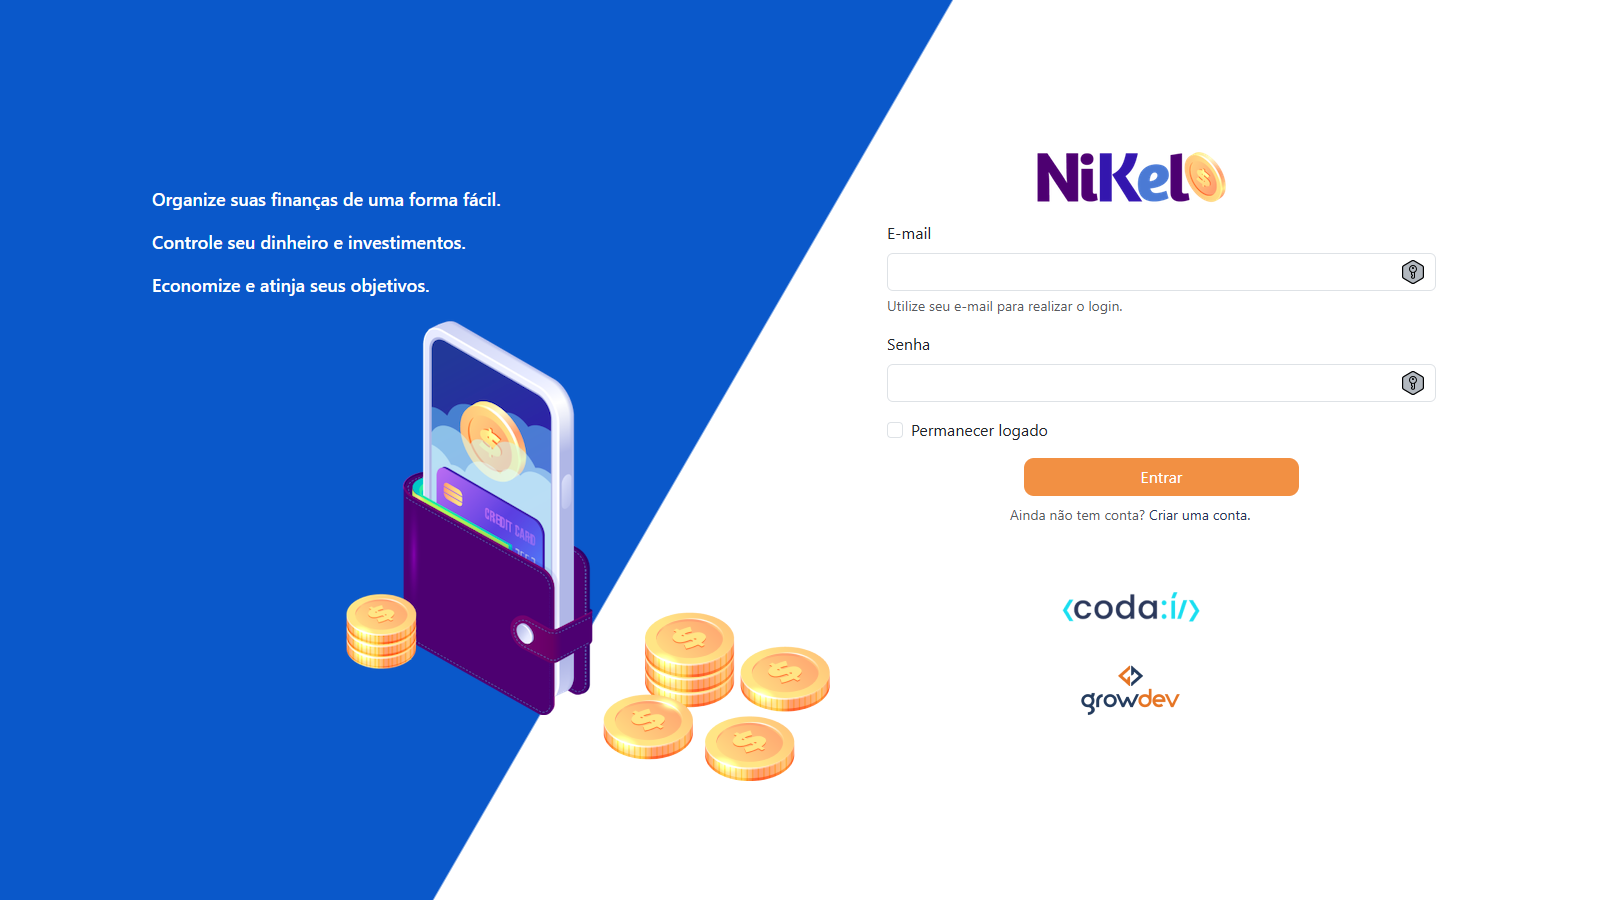 Organize suas finanças de uma forma fácil.
Controle seu dinheiro e investimentos.
Economize e atinja seus objetivos.
CREDIT CARD
NiKel
E-mail
Utilize seu e-mail para realizar o login.
Senha
Permanecer logado
Entrar
Ainda não tem conta? Criar uma conta.
<coda:í/>
growdev